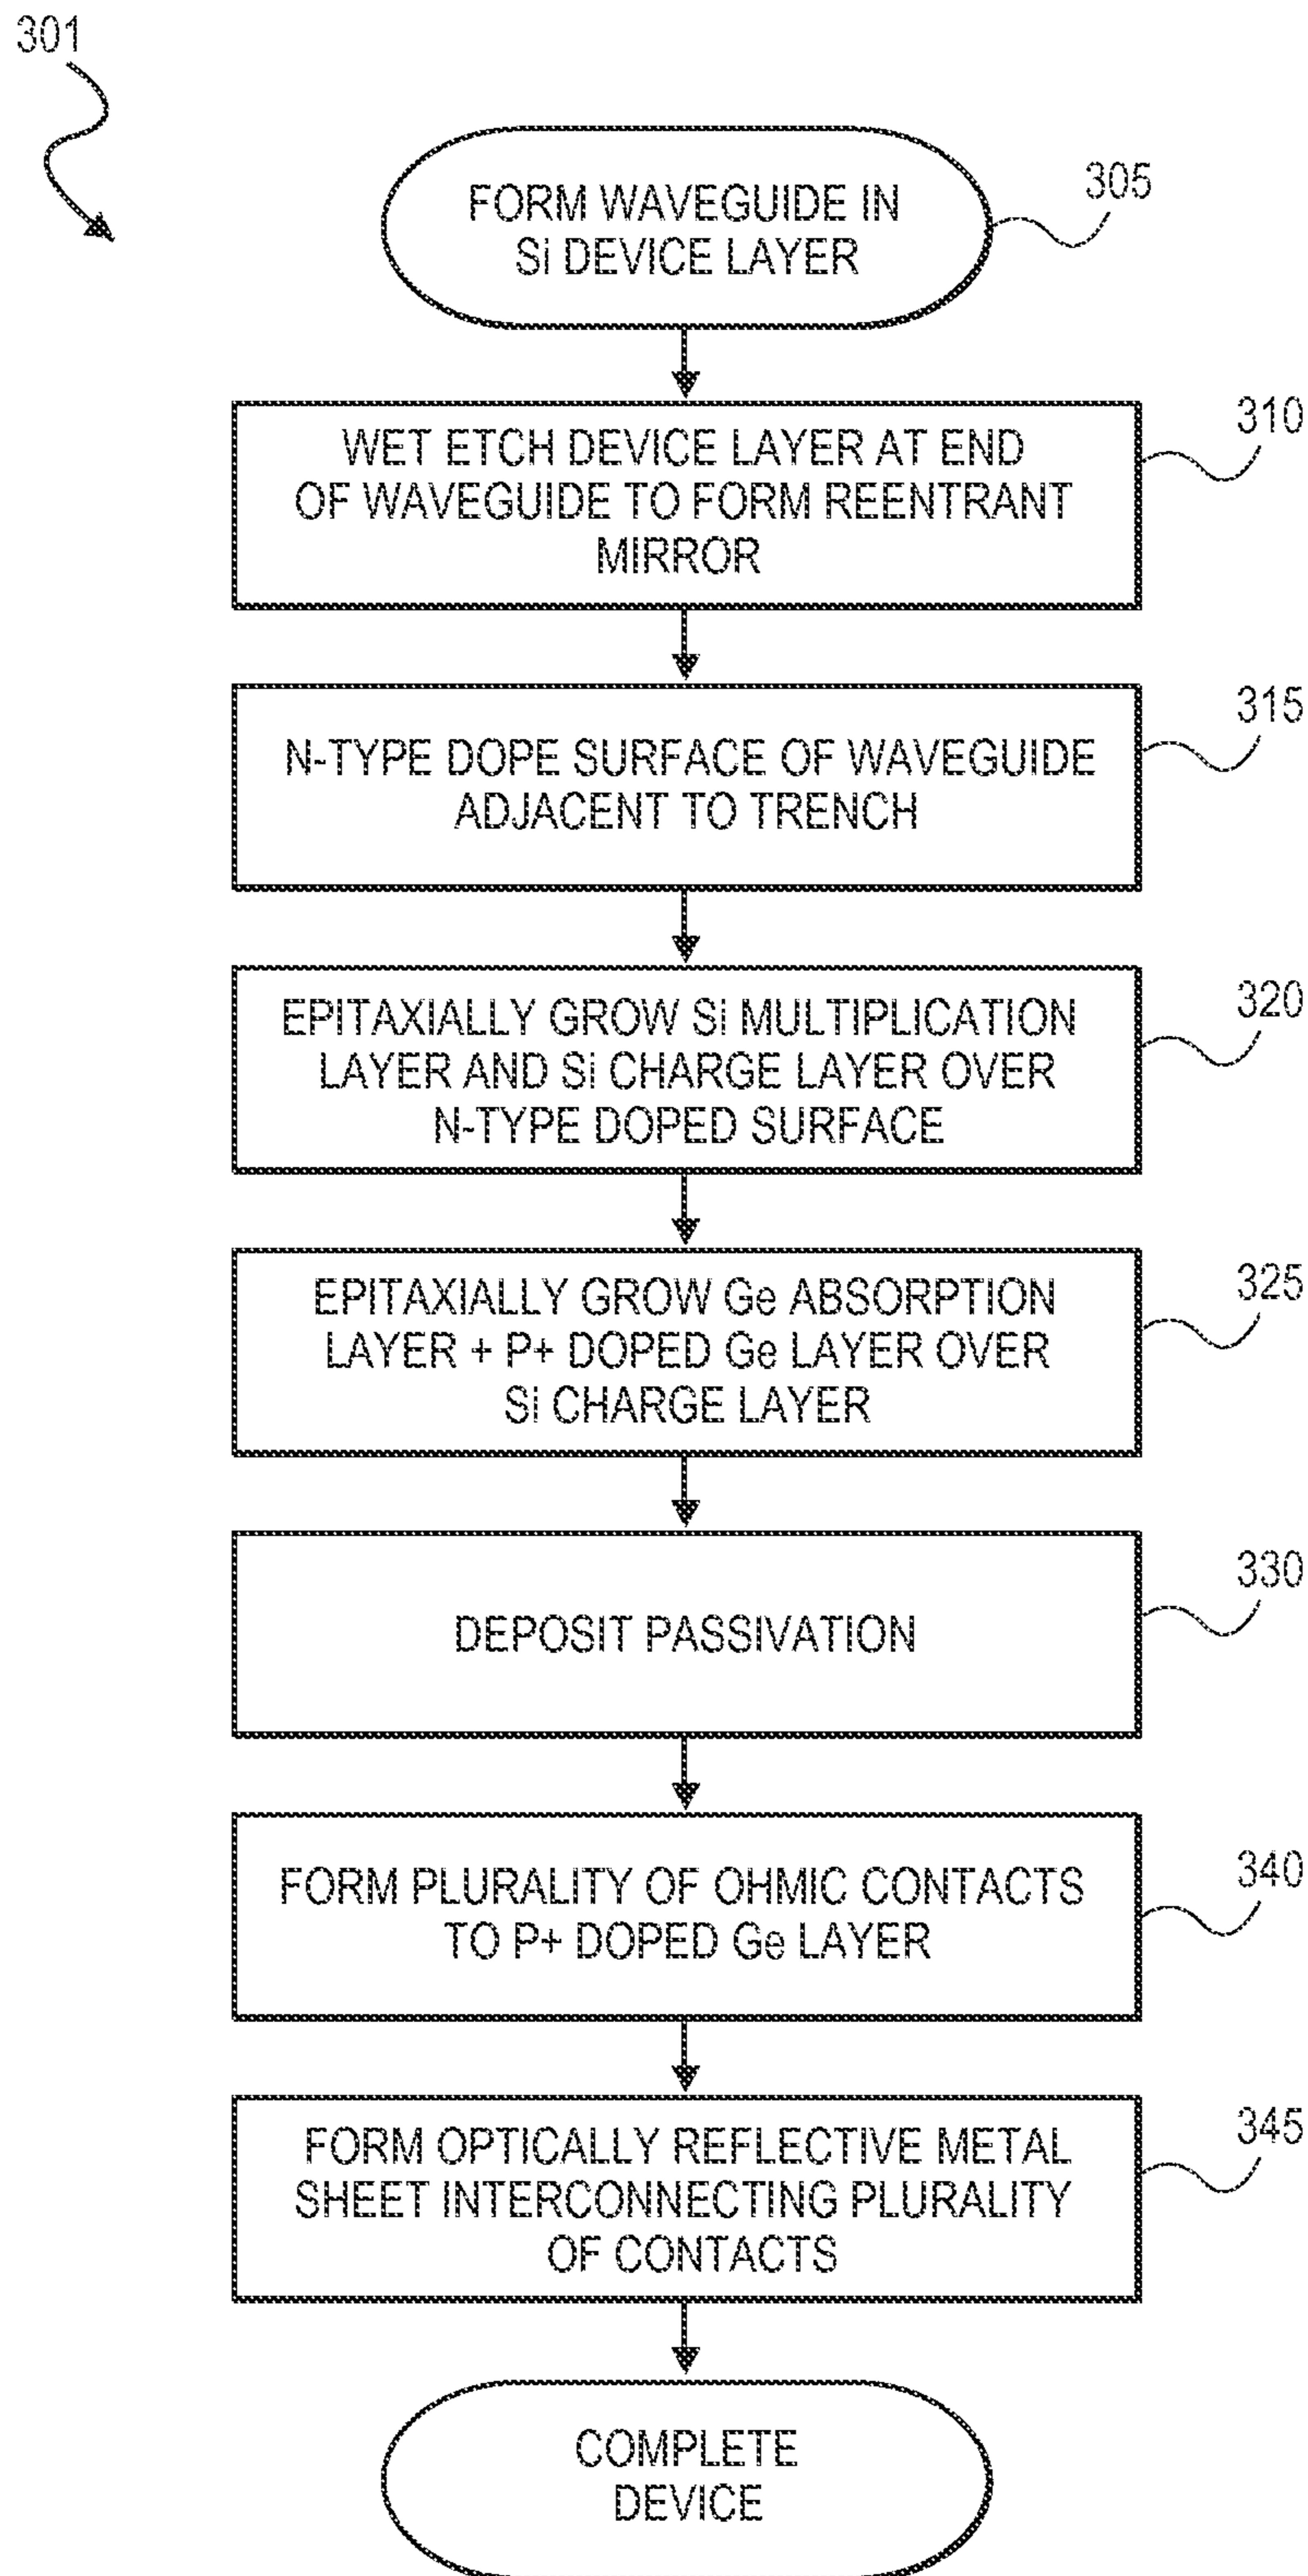 301
FORM WAVEGUIDE IN
Si DEVICE LAYER
305
WET ETCH DEVICE LAYER AT END
OF WAVEGUIDE TO FORM REENTRANT
MIRROR
310
N-TYPE DOPE SURFACE OF WAVEGUIDE
ADJACENT TO TRENCH
315
EPITAXIALLY GROW Si MULTIPLICATION
LAYER AND Si CHARGE LAYER OVER
N-TYPE DOPED SURFACE
320
EPITAXIALLY GROW Ge ABSORPTION
LAYER + P+ DOPED Ge LAYER OVER
Si CHARGE LAYER
325
DEPOSIT PASSIVATION
330
FORM PLURALITY OF OHMIC CONTACTS
TO P+ DOPED Ge LAYER
340
FORM OPTICALLY REFLECTIVE METAL
SHEET INTERCONNECTING PLURALITY
OF CONTACTS
345
COMPLETE
DEVICE